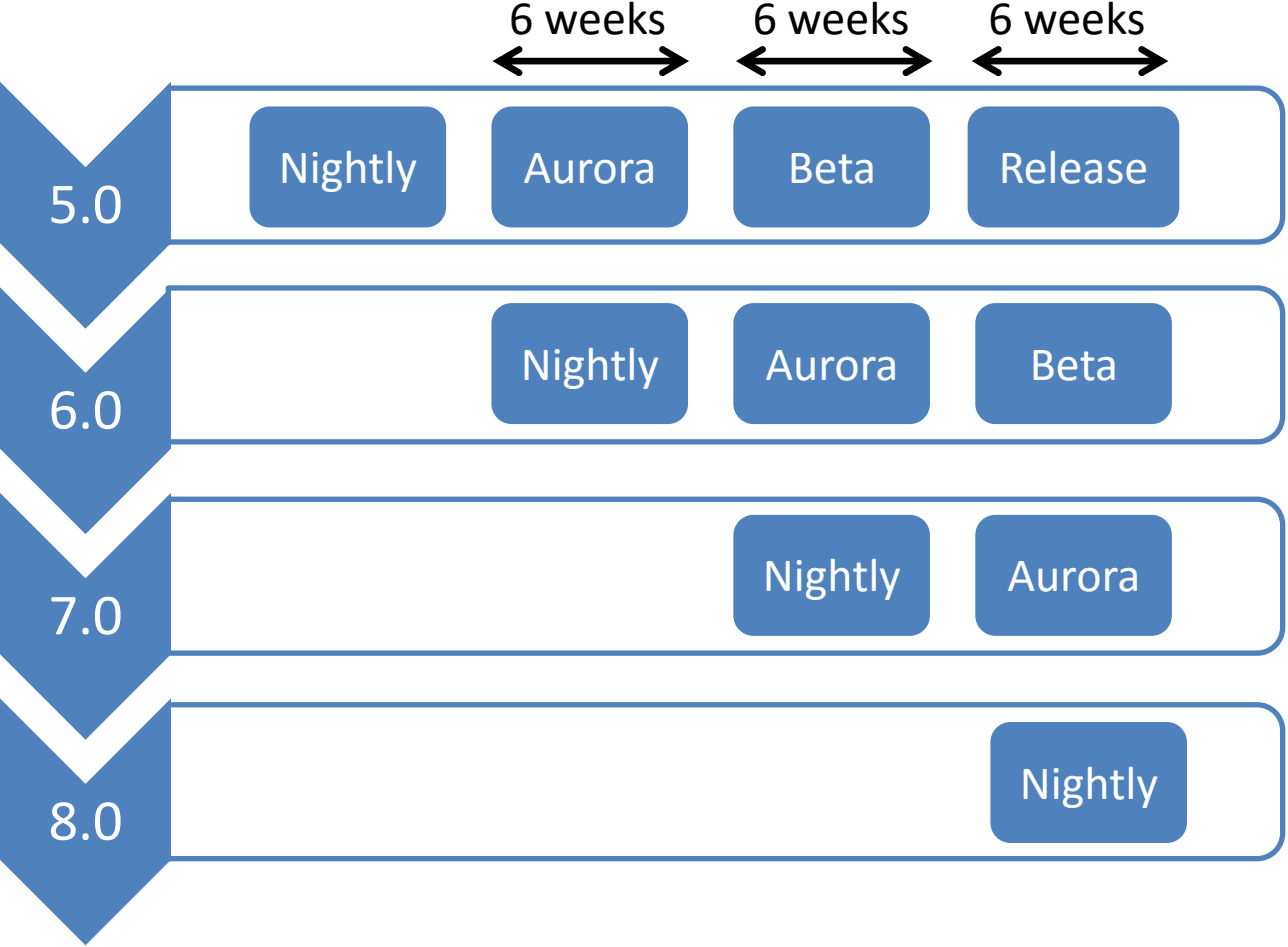 6 weeks 6 weeks 6 weeks
5.0 Nightly Aurora Beta Release
6.0 Nightly Aurora Beta
7.0 Nightly Aurora
8.0 Nightly